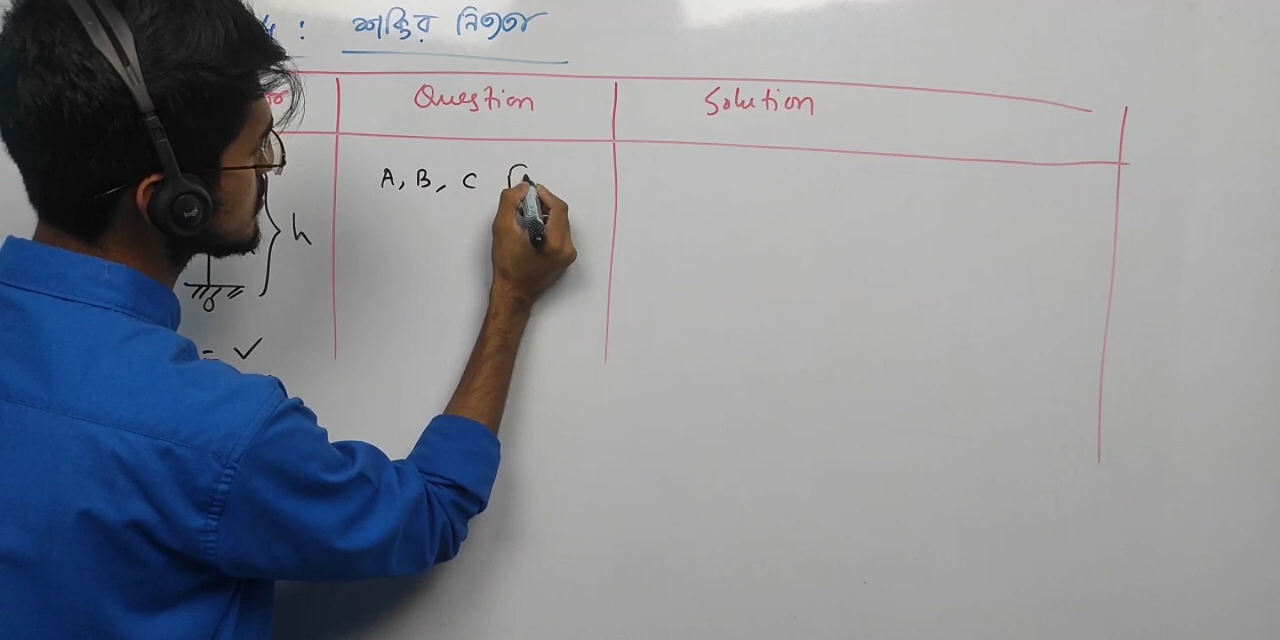 : শক্তির নিত্যতা
Question Solution
A, B, C
h
= ✓